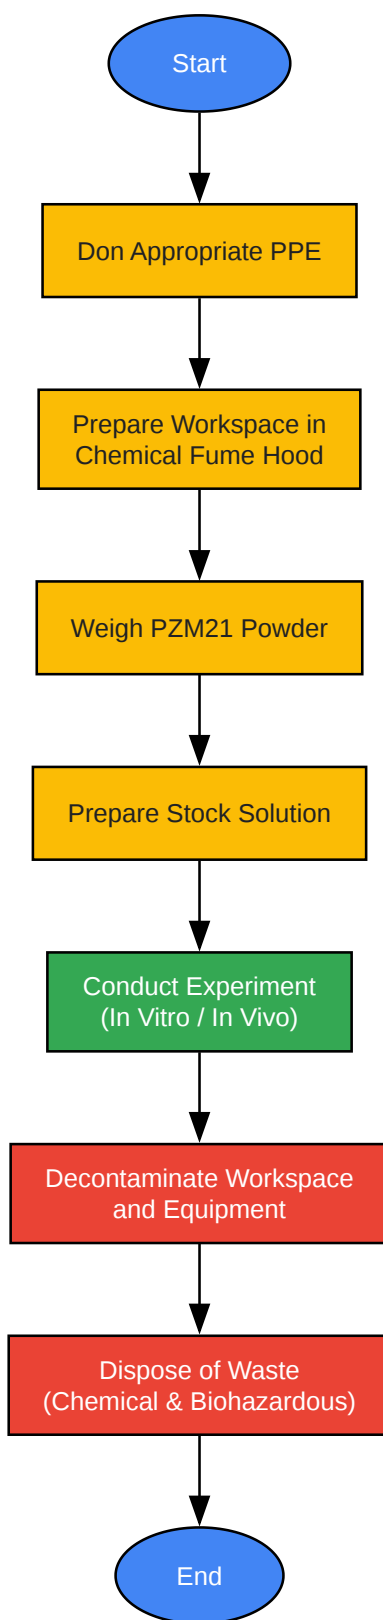 Start
Don Appropriate PPE
Prepare Workspace in
Chemical Fume Hood
Weigh PZM21 Powder
Prepare Stock Solution
Conduct Experiment
(In Vitro / In Vivo)
Decontaminate Workspace
and Equipment
Dispose of Waste
(Chemical & Biohazardous)
End